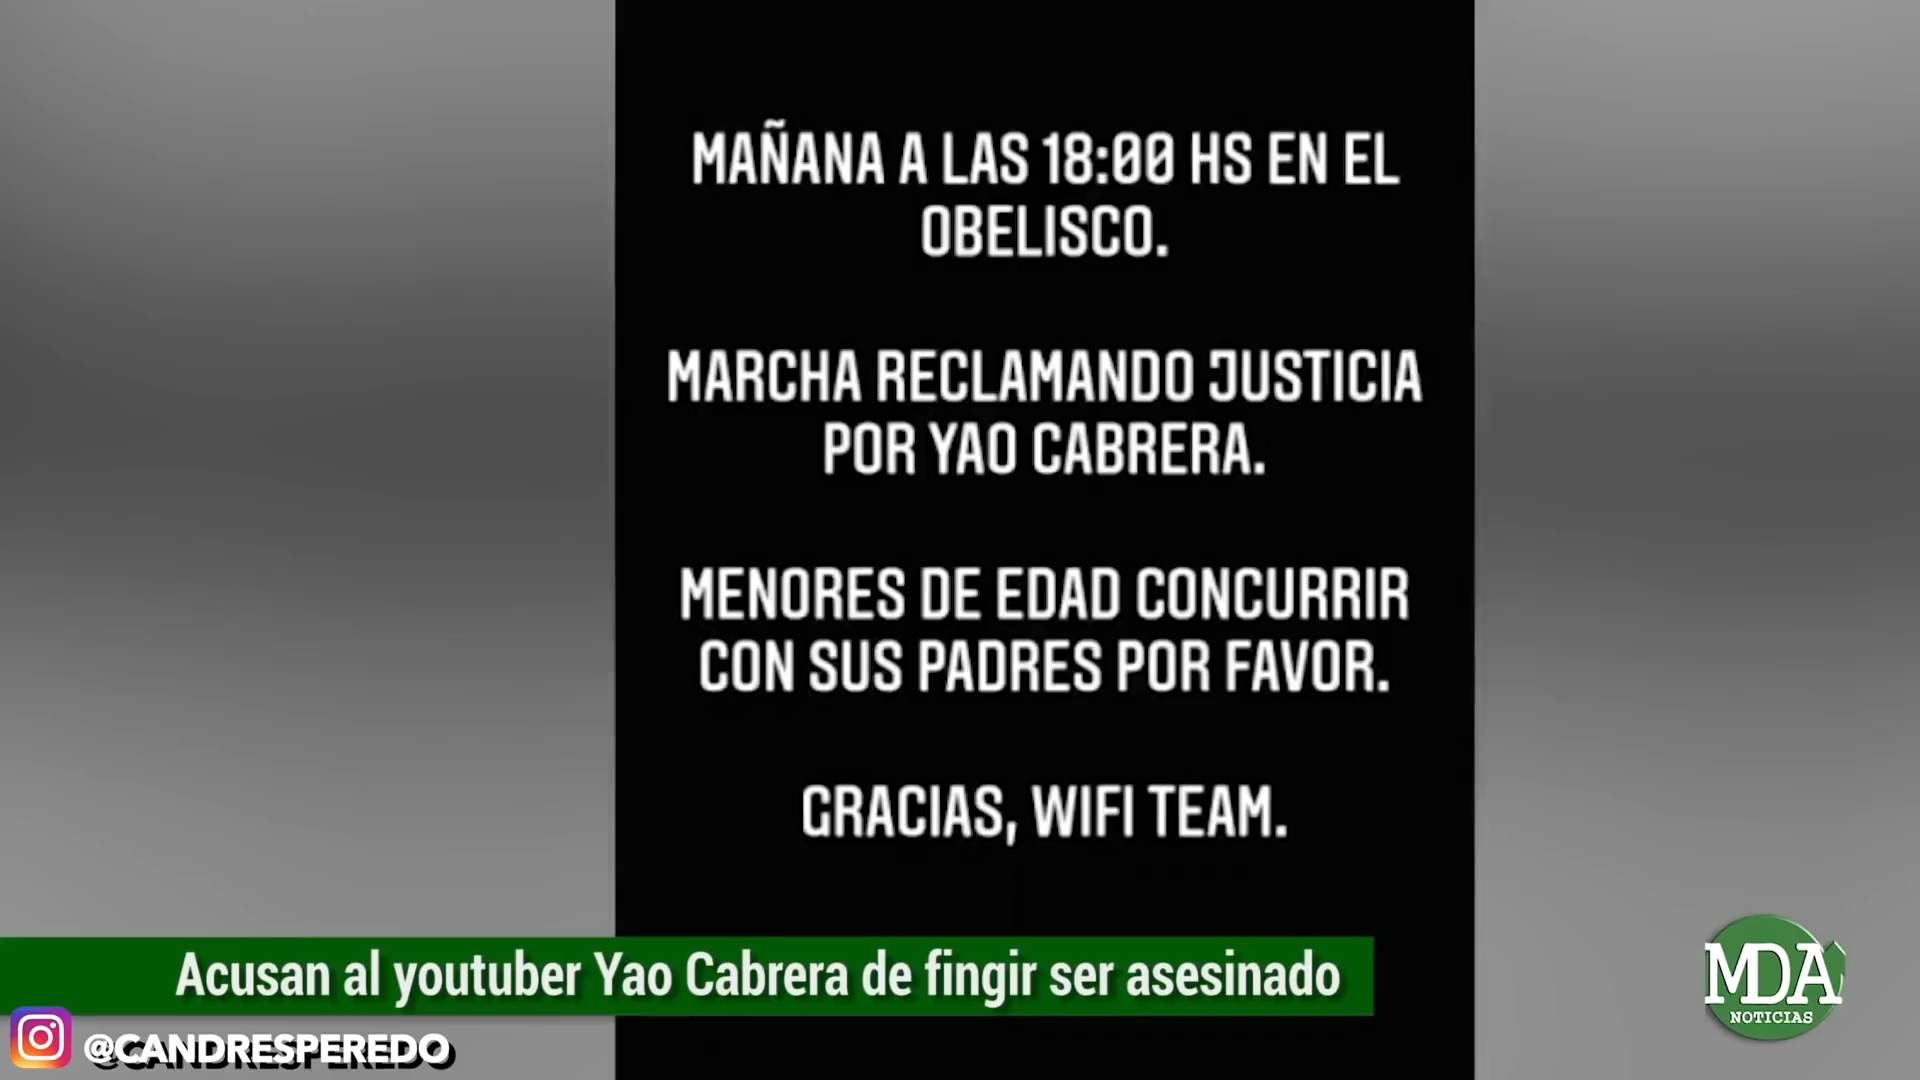 MAÑANA A LAS 18:00 HS EN EL
OBELISCO.
MARCHA RECLAMANDO JUSTICIA
POR YAO CABRERA.
MENORES DE EDAD CONCURRIR
CON SUS PADRES POR FAVOR.
GRACIAS, WIFI TEAM.
Acusan al youtuber Yao Cabrera de fingir ser asesinado
@CANDRESPEREDO
MDA
NOTICIAS